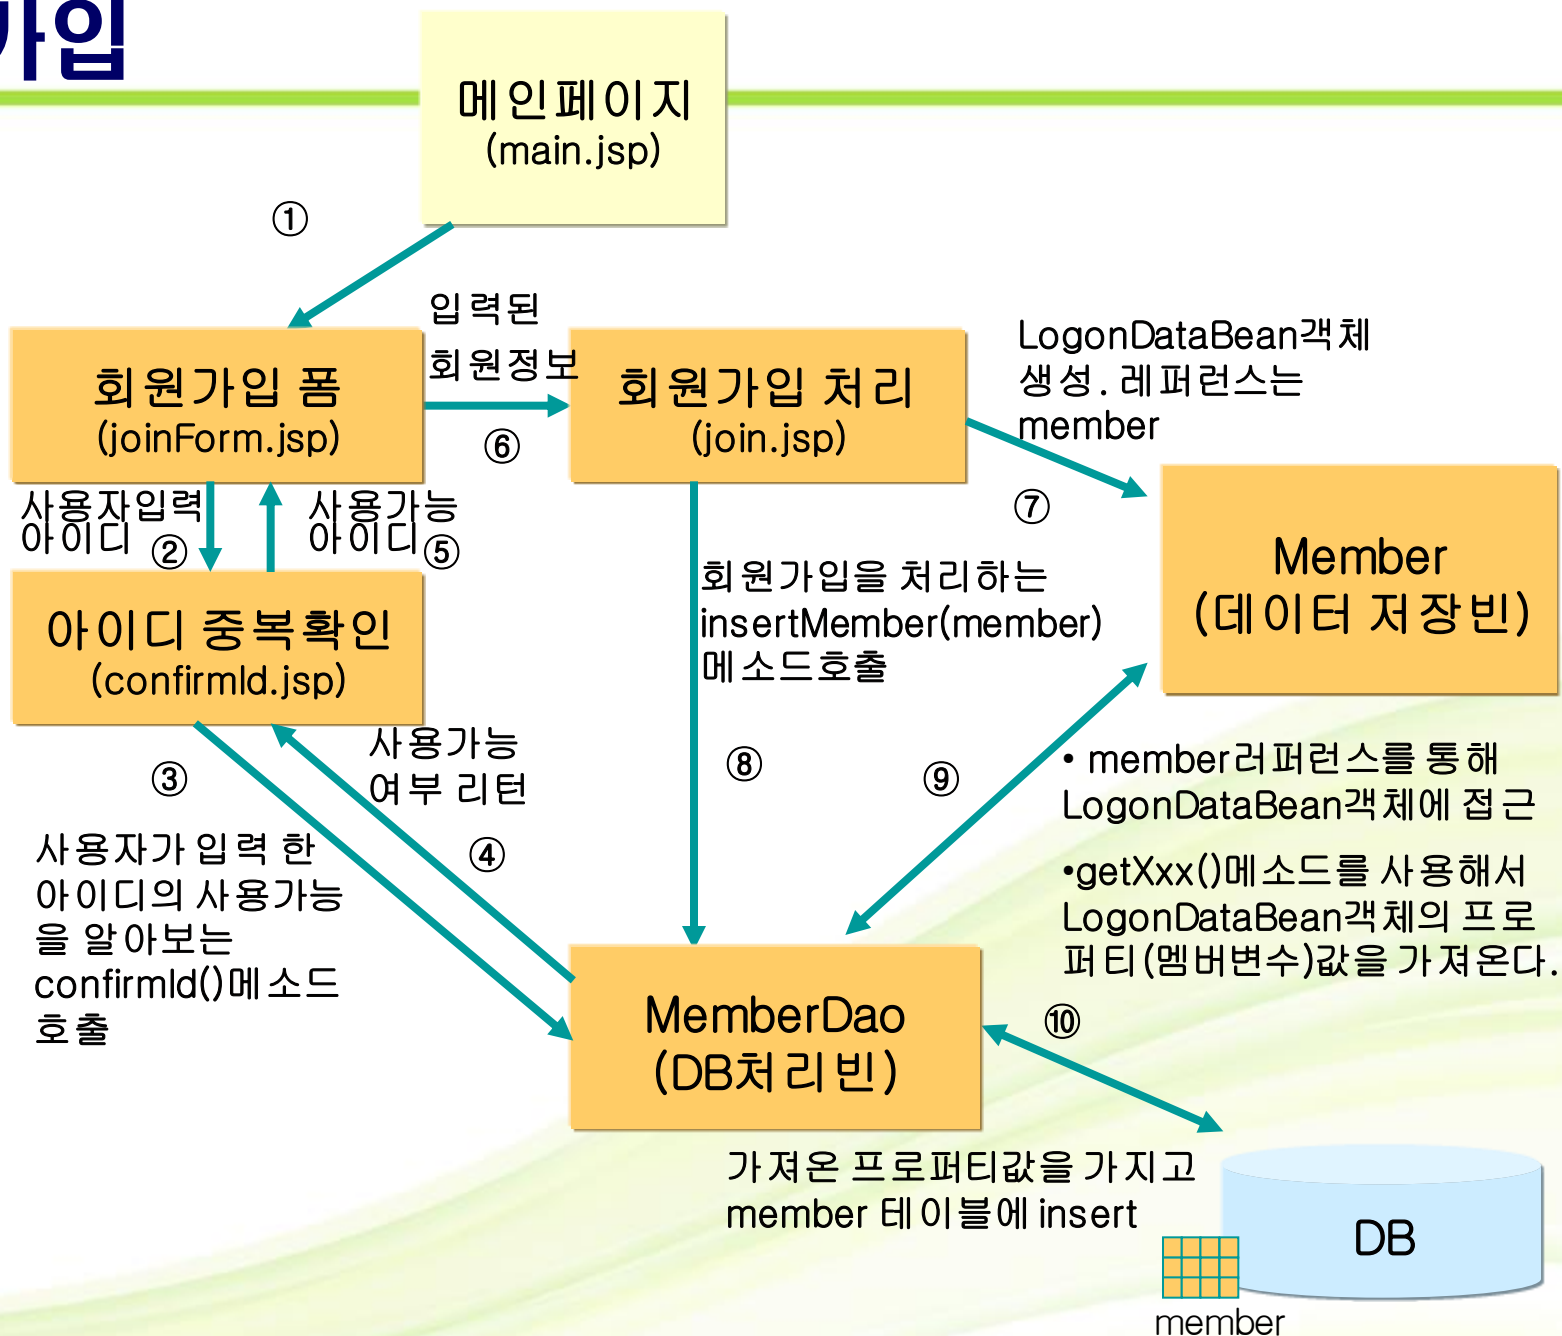 가입
메인페이지
(main.jsp)
①
입력된
회원정보
회원가입 폼
(joinForm.jsp)
회원가입 처리
(join.jsp)
⑥
LogonDataBean객체
생성. 레퍼런스는
member
⑦
사용자입력
아이디 ②
사용가능
아이디 ⑤
아이디 중복확인
(confirmId.jsp)
회원가입을 처리하는
insertMember(member)
메소드호출
Member
(데이터 저장빈)
사용가능
여부 리턴
③
④
⑧
⑨
사용자가 입력 한
아이디의 사용가능
을 알아보는
confirmId()메소드
호출
• member러퍼런스를 통해
LogonDataBean객체에 접근
•getXxx()메소드를 사용해서
LogonDataBean객체의 프로
퍼티(멤버변수)값을 가져온다.
MemberDao
(DB처리빈)
⑩
가져온 프로퍼티값을 가지고
member 테이블에 insert
DB
member